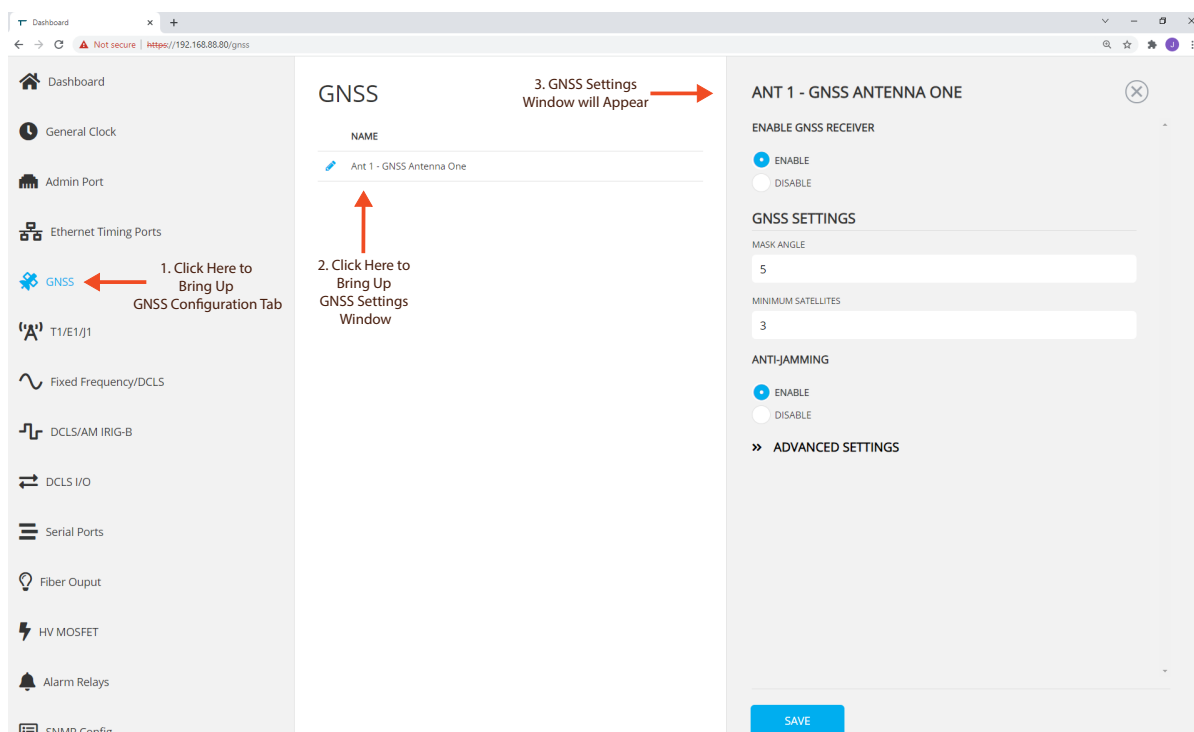 Dashboard
Not secure | https://192.168.88.80/gnss
J
Dashboard
General Clock
Admin Port
Ethernet Timing Ports
GNSS
T1/E1/J1
Fixed Frequency/DCLS
DCLS/AM IRIG-B
DCLS I/O
Serial Ports
Fiber Ouput
HV MOSFET
Alarm Relays
SNMP Config
1. Click Here to
Bring Up
GNSS Configuration Tab
GNSS
NAME
Ant 1 - GNSS Antenna One
2. Click Here to
Bring Up
GNSS Settings
Window
3. GNSS Settings
Window will Appear
ANT 1 - GNSS ANTENNA ONE
ENABLE GNSS RECEIVER
ENABLE
DISABLE
GNSS SETTINGS
MASK ANGLE
5
MINIMUM SATELLITES
3
ANTI-JAMMING
ENABLE
DISABLE
» ADVANCED SETTINGS
SAVE